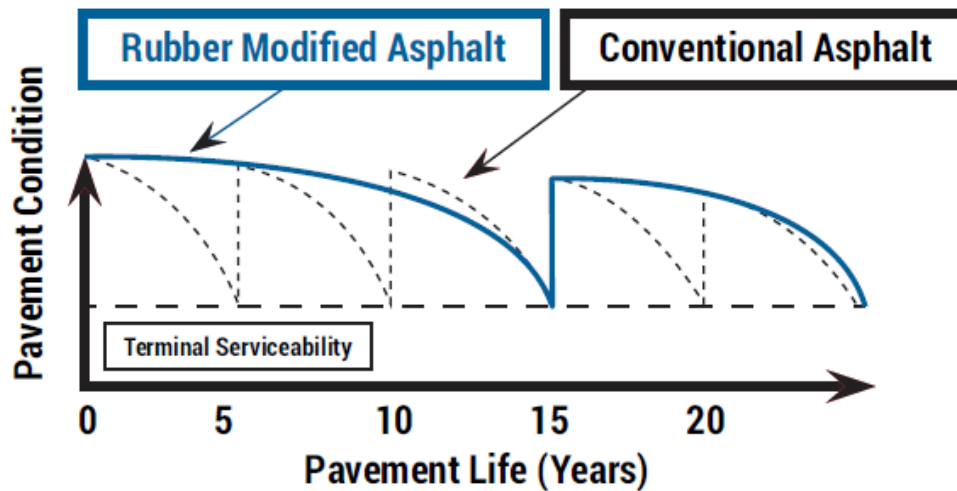 Rubber Modified Asphalt
Conventional Asphalt
Pavement Condition
Terminal Serviceability
0 5 10 15 20
Pavement Life (Years)